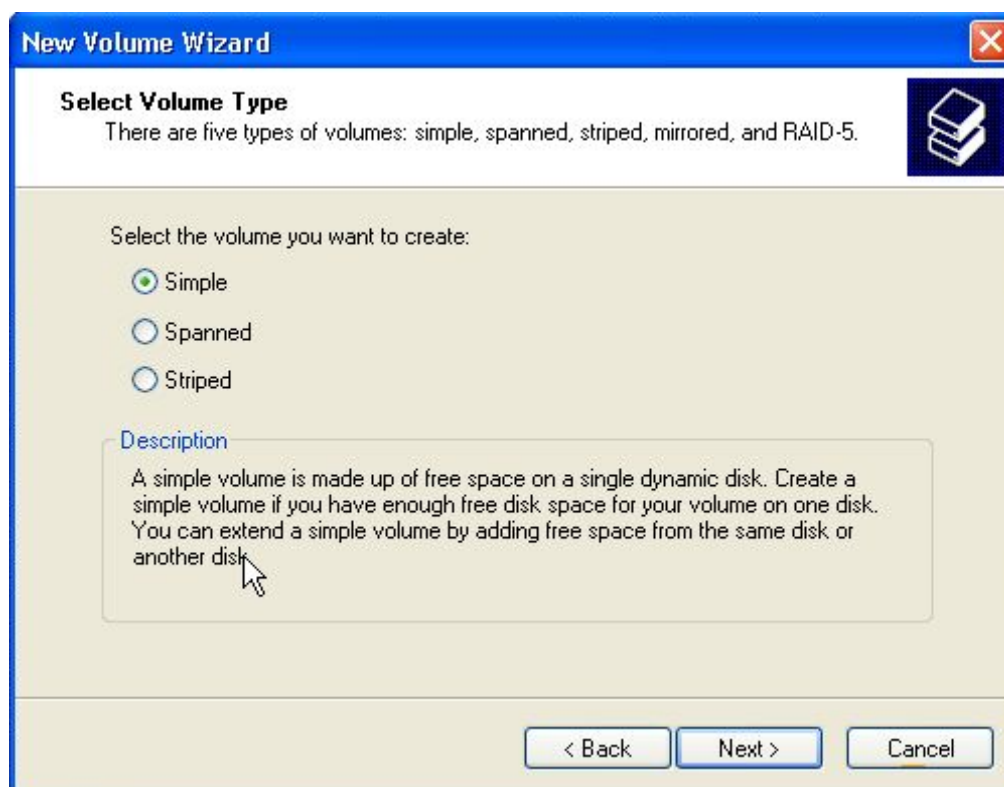 New Volume Wizard
Select Volume Type
There are five types of volumes: simple, spanned, striped, mirrored, and RAID-5.
Select the volume you want to create:
Simple
Spanned
Striped
Description
A simple volume is made up of free space on a single dynamic disk. Create a
simple volume if you have enough free disk space for your volume on one disk.
You can extend a simple volume by adding free space from the same disk or
another disk.
< Back
Next >
Cancel